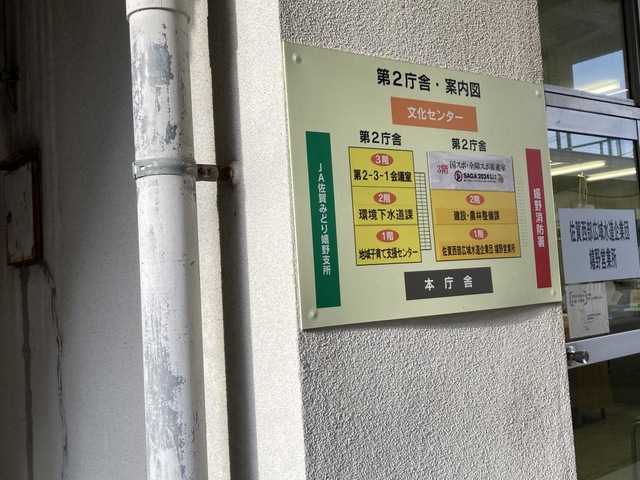 第2庁舎・案内図
文化センター
第2庁舎
3階
第2-3-1会議室
2階
環境下水道課
1階
地域子育て支援センター
第2庁舎
国スポ・全障スポ推進室
3階
SAGA2024
2階
建設・農林整備課
1階
佐賀西部広域水道企業団 嬉野営業所
JA佐賀みどり嬉野支所
嬉野消防署
本庁舎
佐賀西部広域水道企業団
嬉野営業所